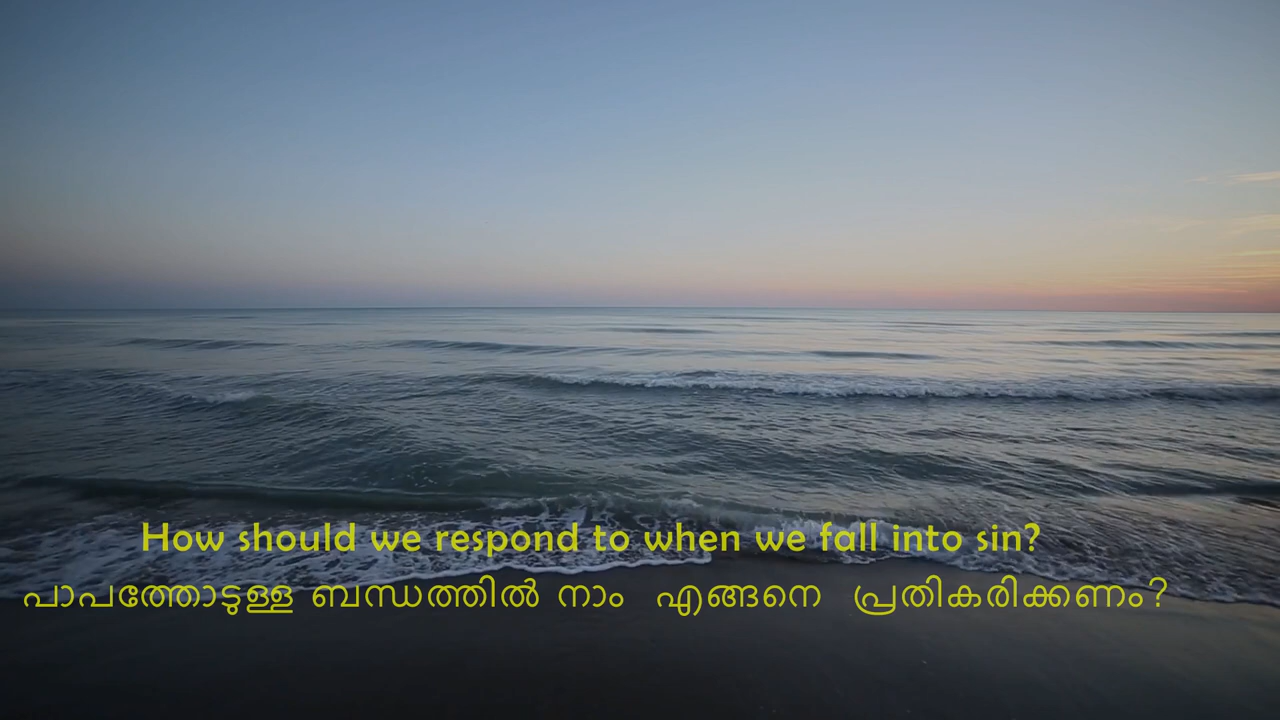 How should we respond to when we fall into sin?
പാപത്തോടുള്ള ബന്ധത്തിൽ നാം എങ്ങനെ പ്രതികരിക്കണം?